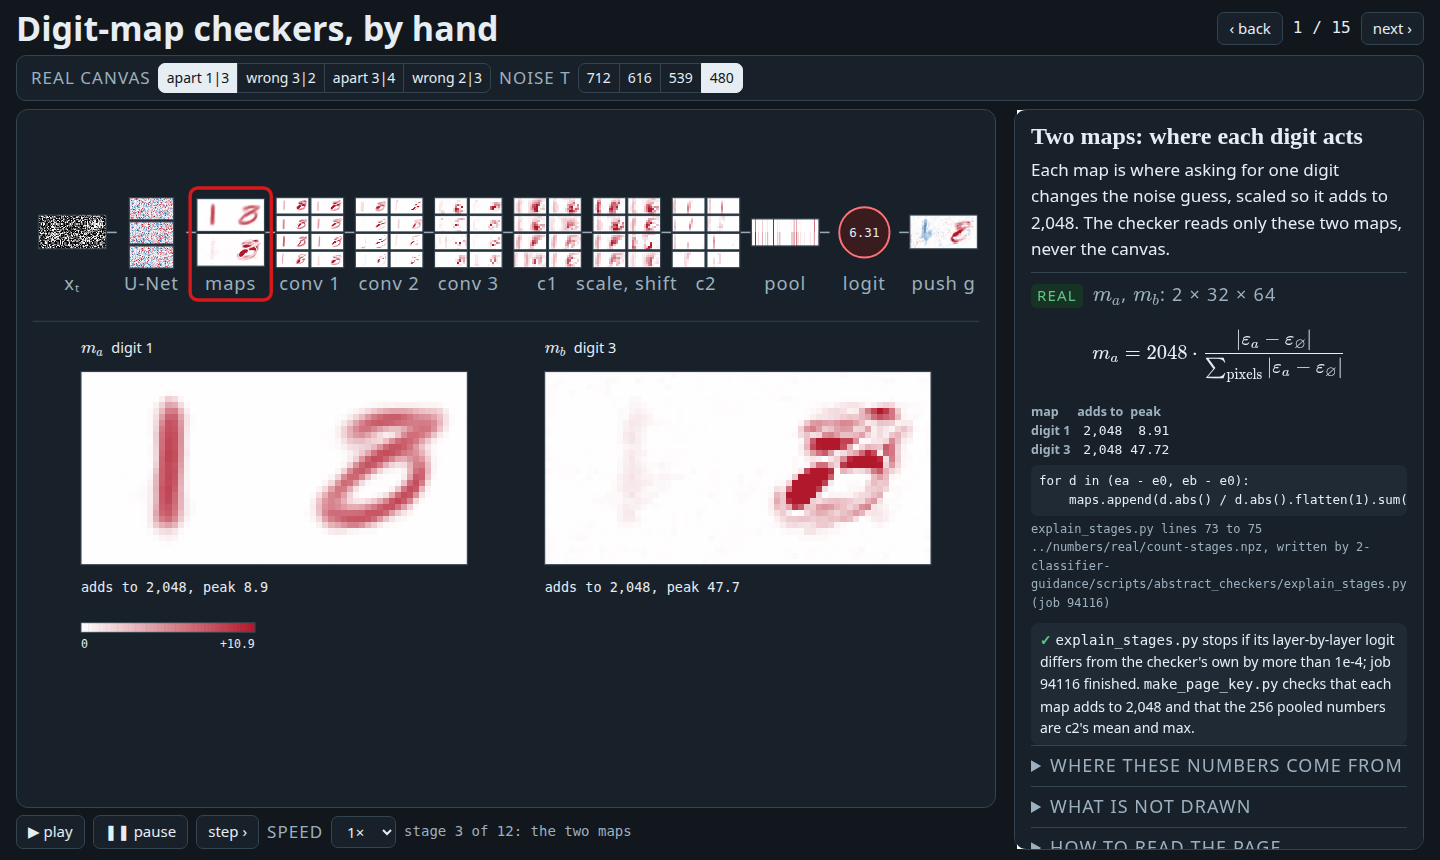 Digit-map checkers, by hand
‹ back 1 / 15 next ›
REAL CANVAS apart 1|3 wrong 3|2 apart 3|4 wrong 2|3 NOISE T 712 616 539 480
6.31
xₜ U-Net maps conv 1 conv 2 conv 3 c1 scale, shift c2 pool logit push g
mₐ digit 1
m_b digit 3
adds to 2,048, peak 8.9
adds to 2,048, peak 47.7
0 +10.9
▶ play ❚❚ pause step › SPEED 1× stage 3 of 12: the two maps
Two maps: where each digit acts
Each map is where asking for one digit
changes the noise guess, scaled so it adds to
2,048. The checker reads only these two maps,
never the canvas.
REAL mₐ, m_b: 2 × 32 × 64
mₐ = 2048 · |εₐ − ε_∅| / ∑_pixels |εₐ − ε_∅|
map adds to peak
digit 1 2,048 8.91
digit 3 2,048 47.72
for d in (ea - e0, eb - e0):
maps.append(d.abs() / d.abs().flatten(1).sum(
explain_stages.py lines 73 to 75
../numbers/real/count-stages.npz, written by 2-
classifier-
guidance/scripts/abstract_checkers/explain_stages.py
(job 94116)
✓ explain_stages.py stops if its layer-by-layer logit
differs from the checker's own by more than 1e-4; job
94116 finished. make_page_key.py checks that each
map adds to 2,048 and that the 256 pooled numbers
are c2's mean and max.
▶ WHERE THESE NUMBERS COME FROM
▶ WHAT IS NOT DRAWN
▶ HOW TO READ THE PAGE